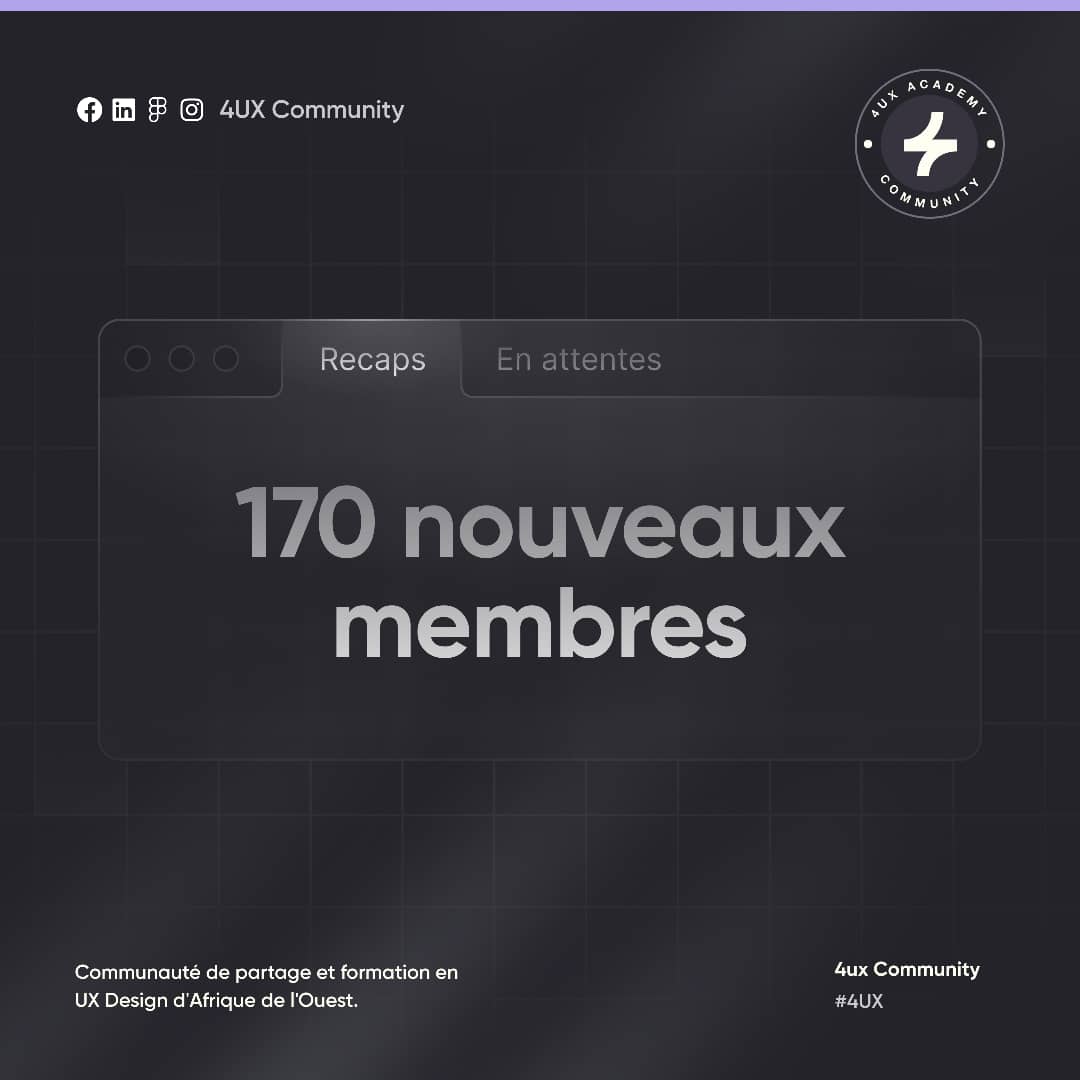 4UX Community
4UX ACADEMY
COMMUNITY
Recaps
En attentes
170 nouveaux
membres
Communauté de partage et formation en
UX Design d'Afrique de l'Ouest.
4ux Community
#4UX